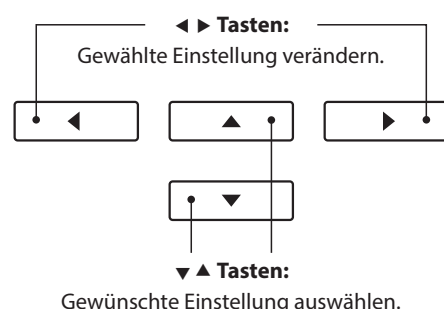 ◀ ▶ Tasten:
Gewählte Einstellung verändern.
◀ ▲ ▶
▼
▼ ▲ Tasten:
Gewünschte Einstellung auswählen.